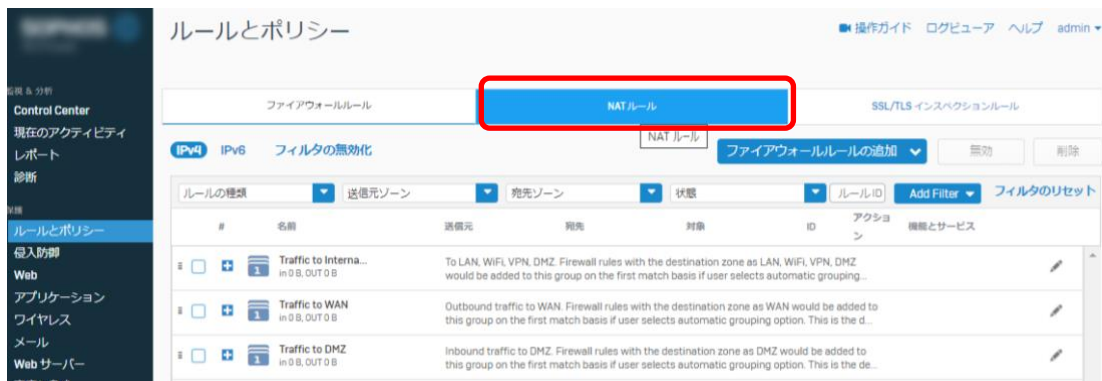 ルールとポリシー
操作ガイド ログビューア ヘルプ admin
監視 & 分析
Control Center
現在のアクティビティ
レポート
診断
保護
ルールとポリシー
侵入防御
Web
アプリケーション
ワイヤレス
メール
Web サーバー
ファイアウォールルール NAT ルール SSL/TLS インスペクションルール
NAT ルール
IPv4 IPv6 フィルタの無効化 ファイアウォールルールの追加 無効 削除
ルールの種類 送信元ゾーン 宛先ゾーン 状態 ルール ID Add Filter フィルタのリセット
# 名前 送信元 宛先 対象 ID アクション 機能とサービス
1 Traffic to Interna...
in 0 B, OUT 0 B
To LAN, WiFi, VPN, DMZ. Firewall rules with the destination zone as LAN, WiFi, VPN, DMZ
would be added to this group on the first match basis if user selects automatic grouping...
1 Traffic to WAN
in 0 B, OUT 0 B
Outbound traffic to WAN. Firewall rules with the destination zone as WAN would be added to
this group on the first match basis if user selects automatic grouping option. This is the d...
1 Traffic to DMZ
in 0 B, OUT 0 B
Inbound traffic to DMZ. Firewall rules with the destination zone as DMZ would be added to
this group on the first match basis if user selects automatic grouping option. This is the de...